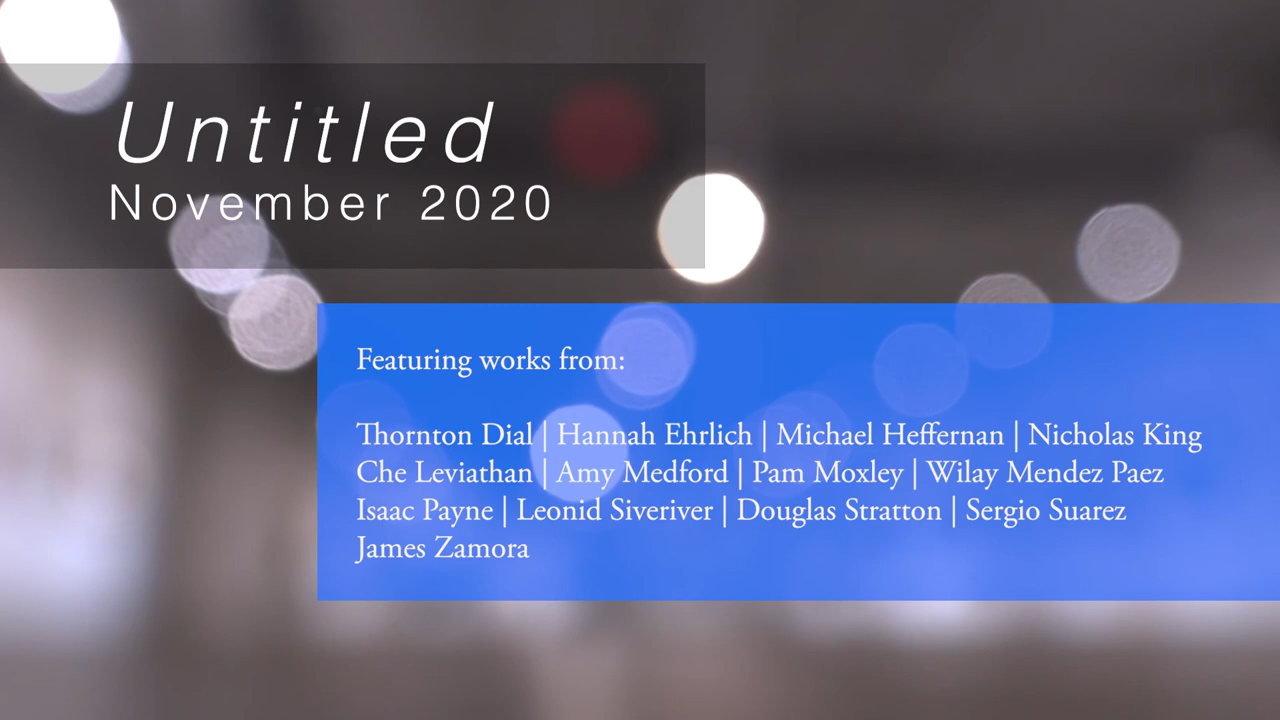 Untitled
November 2020
Featuring works from:
Thornton Dial | Hannah Ehrlich | Michael Heffernan | Nicholas King
Che Leviathan | Amy Medford | Pam Moxley | Wilay Mendez Paez
Isaac Payne | Leonid Siveriver | Douglas Stratton | Sergio Suarez
James Zamora